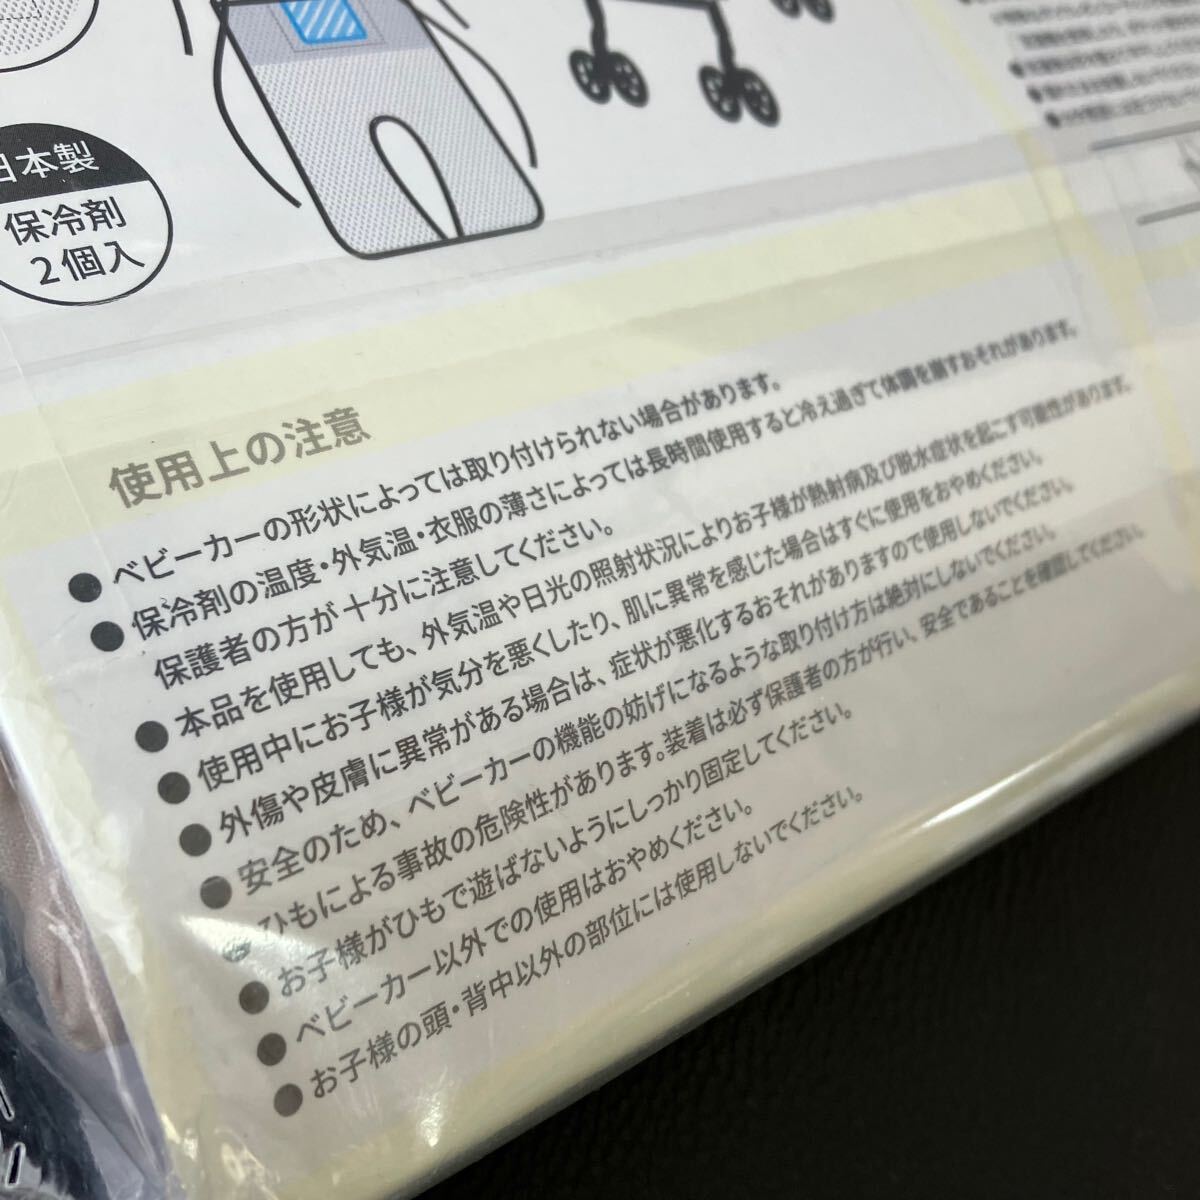 日本製
保冷剤
2個入
使用上の注意
●ベビーカーの形状によっては取り付けられない場合があります。
●保冷剤の温度・外気温・衣服の薄さによっては長時間使用すると冷え過ぎて体調を崩すおそれがあります。
保護者の方が十分に注意してください。
●本品を使用しても、外気温や日光の照射状況によりお子様が熱射病及び脱水症状を起こす可能性があります。
●使用中にお子様が気分を悪くしたり、肌に異常を感じた場合はすぐに使用をおやめください。
●外傷や皮膚に異常がある場合は、症状が悪化するおそれがありますので使用しないでください。
●安全のため、ベビーカーの機能の妨げになるような取り付け方は絶対にしないでください。
●ひもによる事故の危険性があります。装着は必ず保護者の方が行い、安全であることを確認してください。
●お子様がひもで遊ばないようにしっかり固定してください。
●ベビーカー以外での使用はおやめください。
●お子様の頭・背中以外の部位には使用しないでください。